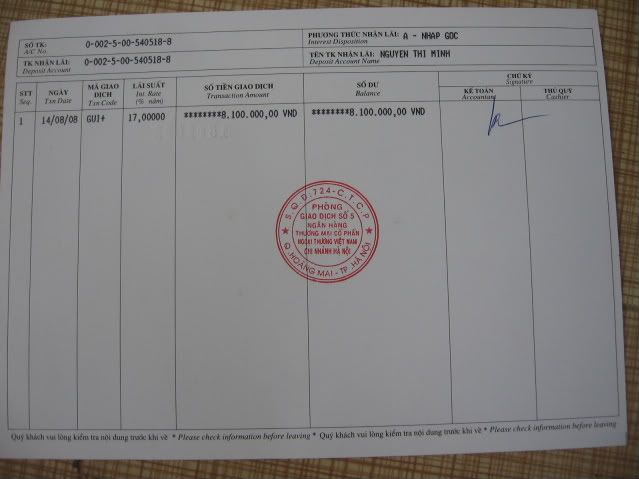 SỐ TK: 0-002-5-00-540518-8
A/C No.
PHƯƠNG THỨC NHẬN LÃI: A - NHAP GOC
Interest Disposition
TK NHẬN LÃI: 0-002-5-00-540518-8
Deposit Account
TÊN TK NHẬN LÃI: NGUYEN THI MINH
Deposit Account Name
STT
Seq.
NGÀY
Txn Date
MÃ GIAO
DỊCH
Txn Code
LÃI SUẤT
Int. Rate
(% năm)
SỐ TIỀN GIAO DỊCH
Transaction Amount
SỐ DƯ
Balance
CHỮ KÝ
Signature
KẾ TOÁN
Accountant
THỦ QUỸ
Cashier
1 14/08/08 GUI+ 17,00000 ********8.100.000,00 VND ********8.100.000,00 VND
S.Q.Đ.724-C.T.C.P
PHÒNG
GIAO DỊCH SỐ 5
NGÂN HÀNG
THƯƠNG MẠI CỔ PHẦN
NGOẠI THƯƠNG VIỆT NAM
CHI NHÁNH HÀ NỘI
Q.HOÀNG MAI - TP.HÀ NỘI
Quý khách vui lòng kiểm tra nội dung trước khi về * Please check information before leaving * Quý khách vui lòng kiểm tra nội dung trước khi về * Please check information before leaving